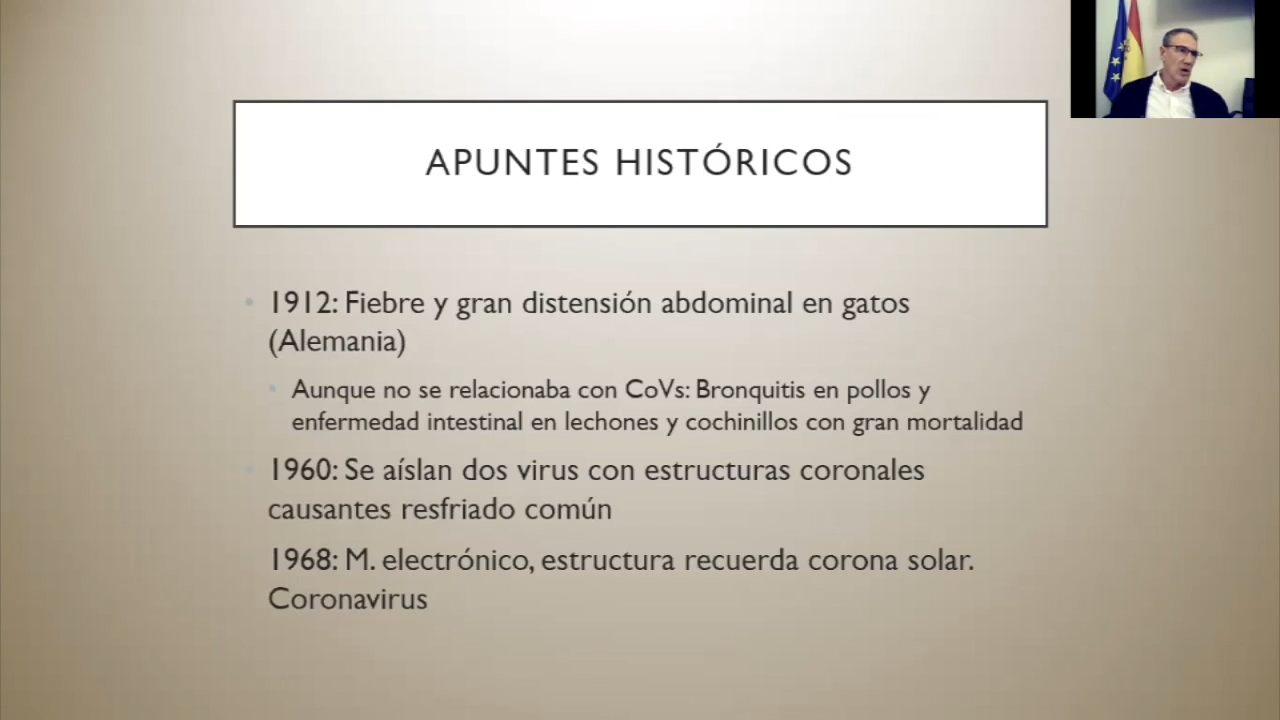 APUNTES HISTÓRICOS
1912: Fiebre y gran distensión abdominal en gatos
(Alemania)
Aunque no se relacionaba con CoVs: Bronquitis en pollos y
enfermedad intestinal en lechones y cochinillos con gran mortalidad
1960: Se aíslan dos virus con estructuras coronales
causantes resfriado común
1968: M. electrónico, estructura recuerda corona solar.
Coronavirus